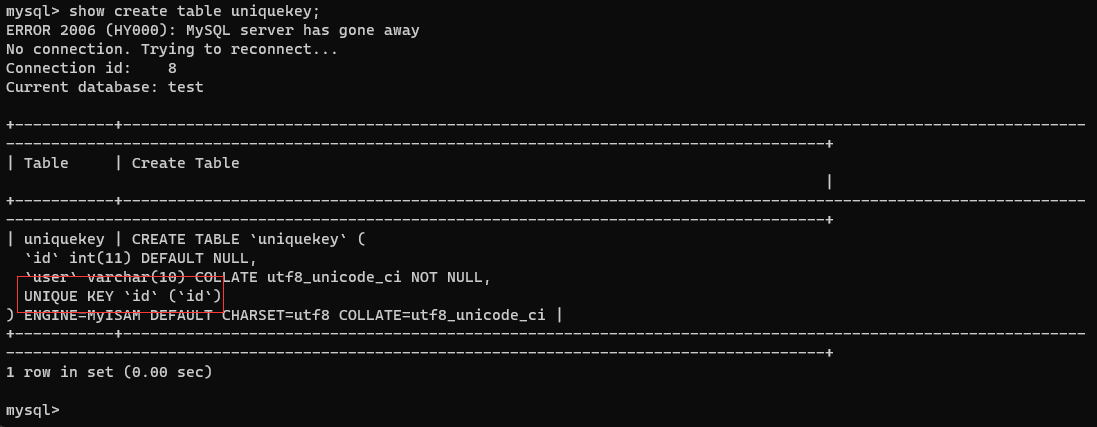 mysql> show create table uniquekey;
ERROR 2006 (HY000): MySQL server has gone away
No connection. Trying to reconnect...
Connection id:    8
Current database: test
+-----------+-----------------------------------------------------------------------------------------------------------
-------------------------------------------------------------------------------------------+
| Table     | Create Table
|
+-----------+-----------------------------------------------------------------------------------------------------------
-------------------------------------------------------------------------------------------+
| uniquekey | CREATE TABLE `uniquekey` (
  `id` int(11) DEFAULT NULL,
  `user` varchar(10) COLLATE utf8_unicode_ci NOT NULL,
  UNIQUE KEY `id` (`id`)
) ENGINE=MyISAM DEFAULT CHARSET=utf8 COLLATE=utf8_unicode_ci |
+-----------+-----------------------------------------------------------------------------------------------------------
-------------------------------------------------------------------------------------------+
1 row in set (0.00 sec)
mysql>